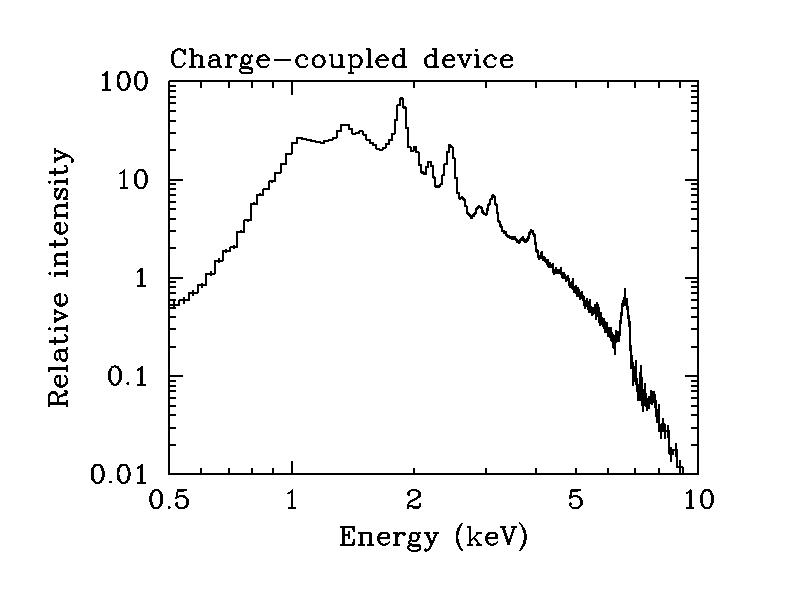 Charge-coupled device
100
10
1
0.1
0.01
Relative intensity
0.5 1 2 5 10
Energy (keV)